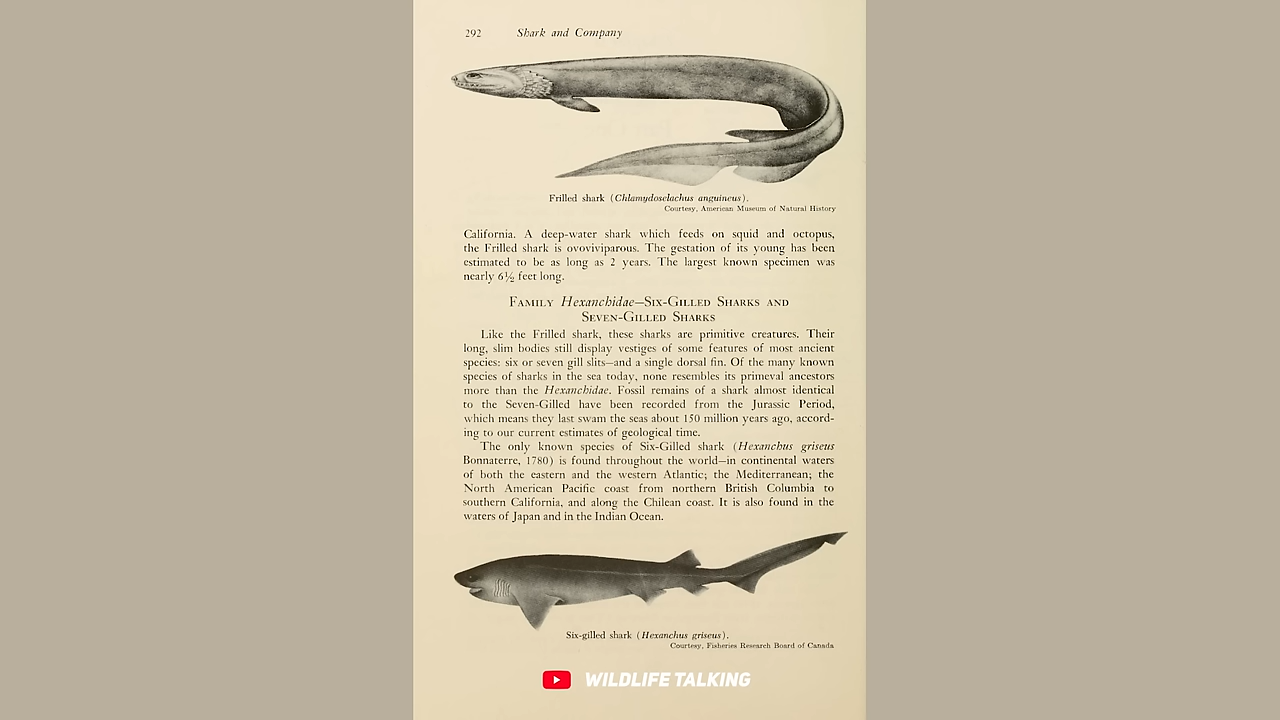 292 Shark and Company
Frilled shark (Chlamydoselachus anguineus).
Courtesy, American Museum of Natural History
California. A deep-water shark which feeds on squid and octopus,
the Frilled shark is ovoviviparous. The gestation of its young has been
estimated to be as long as 2 years. The largest known specimen was
nearly 6½ feet long.
Family Hexanchidae—Six-Gilled Sharks and
Seven-Gilled Sharks
Like the Frilled shark, these sharks are primitive creatures. Their
long, slim bodies still display vestiges of some features of most ancient
species: six or seven gill slits—and a single dorsal fin. Of the many known
species of sharks in the sea today, none resembles its primeval ancestors
more than the Hexanchidae. Fossil remains of a shark almost identical
to the Seven-Gilled have been recorded from the Jurassic Period,
which means they last swam the seas about 150 million years ago, accord-
ing to our current estimates of geological time.
The only known species of Six-Gilled shark (Hexanchus griseus
Bonnaterre, 1780) is found throughout the world—in continental waters
of both the eastern and the western Atlantic; the Mediterranean; the
North American Pacific coast from northern British Columbia to
southern California, and along the Chilean coast. It is also found in the
waters of Japan and in the Indian Ocean.
Six-gilled shark (Hexanchus griseus).
Courtesy, Fisheries Research Board of Canada
WILDLIFE TALKING